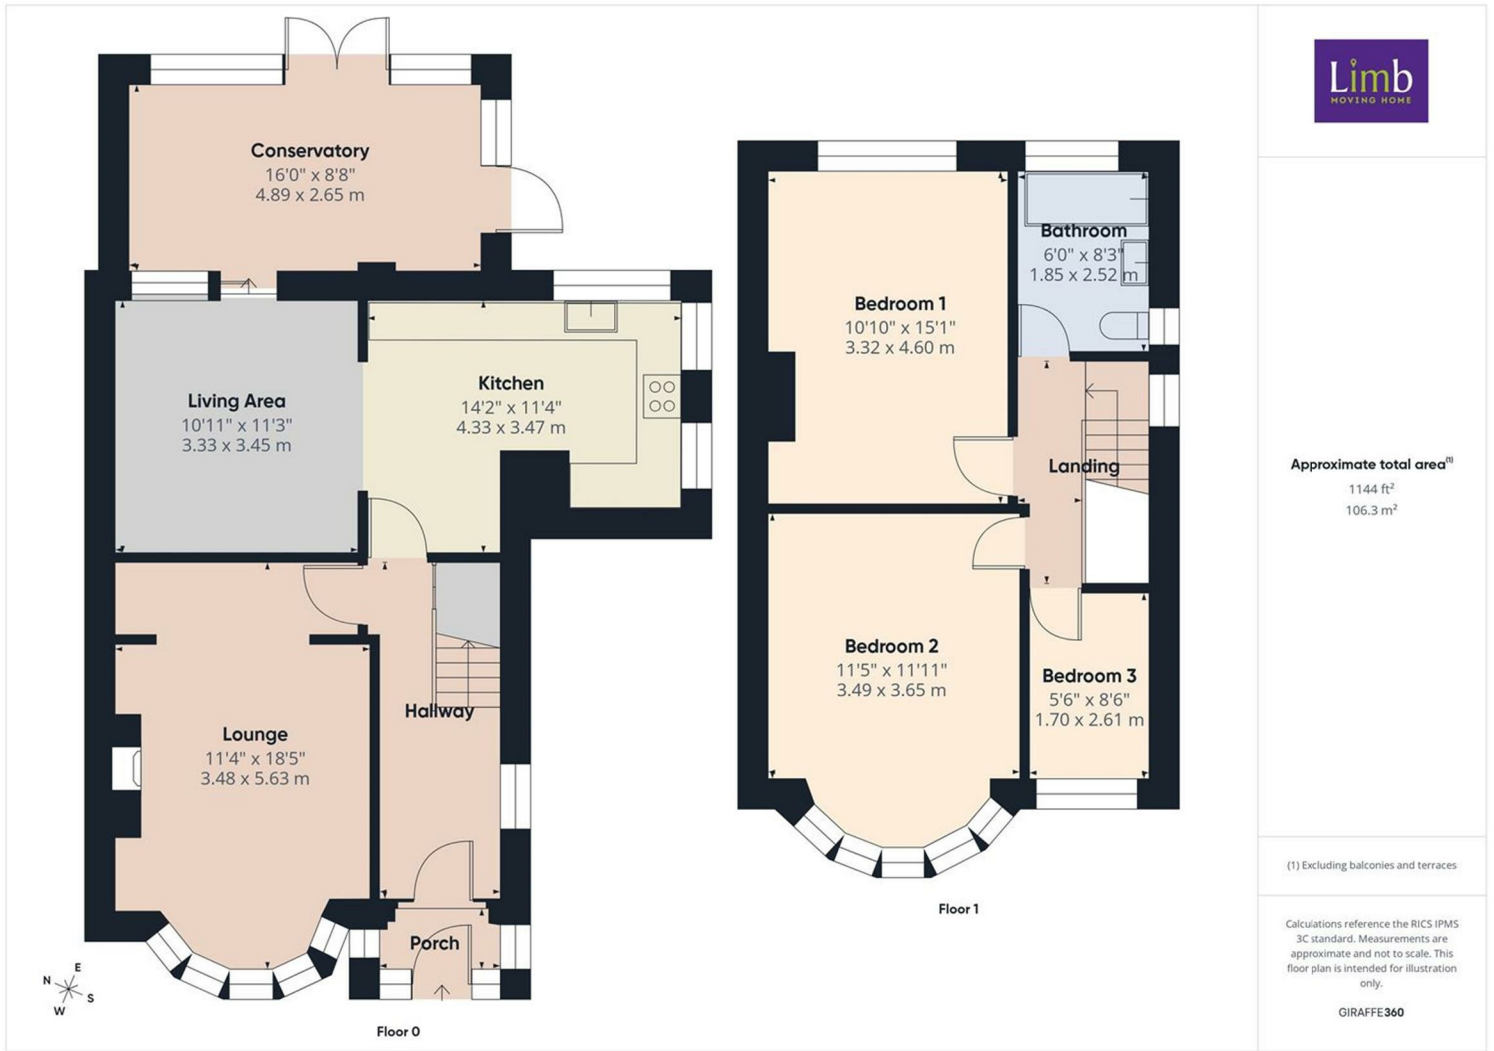 Conservatory
16'0" x 8'8"
4.89 x 2.65 m
Living Area
10'11" x 11'3"
3.33 x 3.45 m
Kitchen
14'2" x 11'4"
4.33 x 3.47 m
Lounge
11'4" x 18'5"
3.48 x 5.63 m
Hallway
Porch
N E S W
Floor 0
Bedroom 1
10'10" x 15'1"
3.32 x 4.60 m
Bathroom
6'0" x 8'3"
1.85 x 2.52 m
Landing
Bedroom 2
11'5" x 11'11"
3.49 x 3.65 m
Bedroom 3
5'6" x 8'6"
1.70 x 2.61 m
Floor 1
Limb
MOVING HOME
Approximate total area(1)
1144 ft²
106.3 m²
(1) Excluding balconies and terraces
Calculations reference the RICS IPMS
3C standard. Measurements are
approximate and not to scale. This
floor plan is intended for illustration
only.
GIRAFFE360